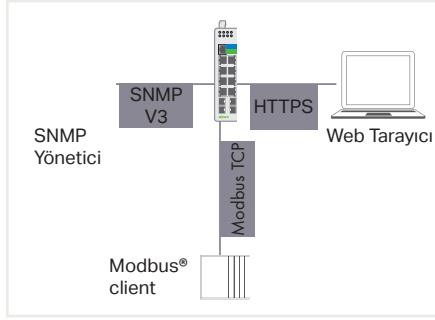 SNMP
V3
HTTPS
SNMP
Yönetici
Web Tarayıcı
Modbus TCP
Modbus®
client